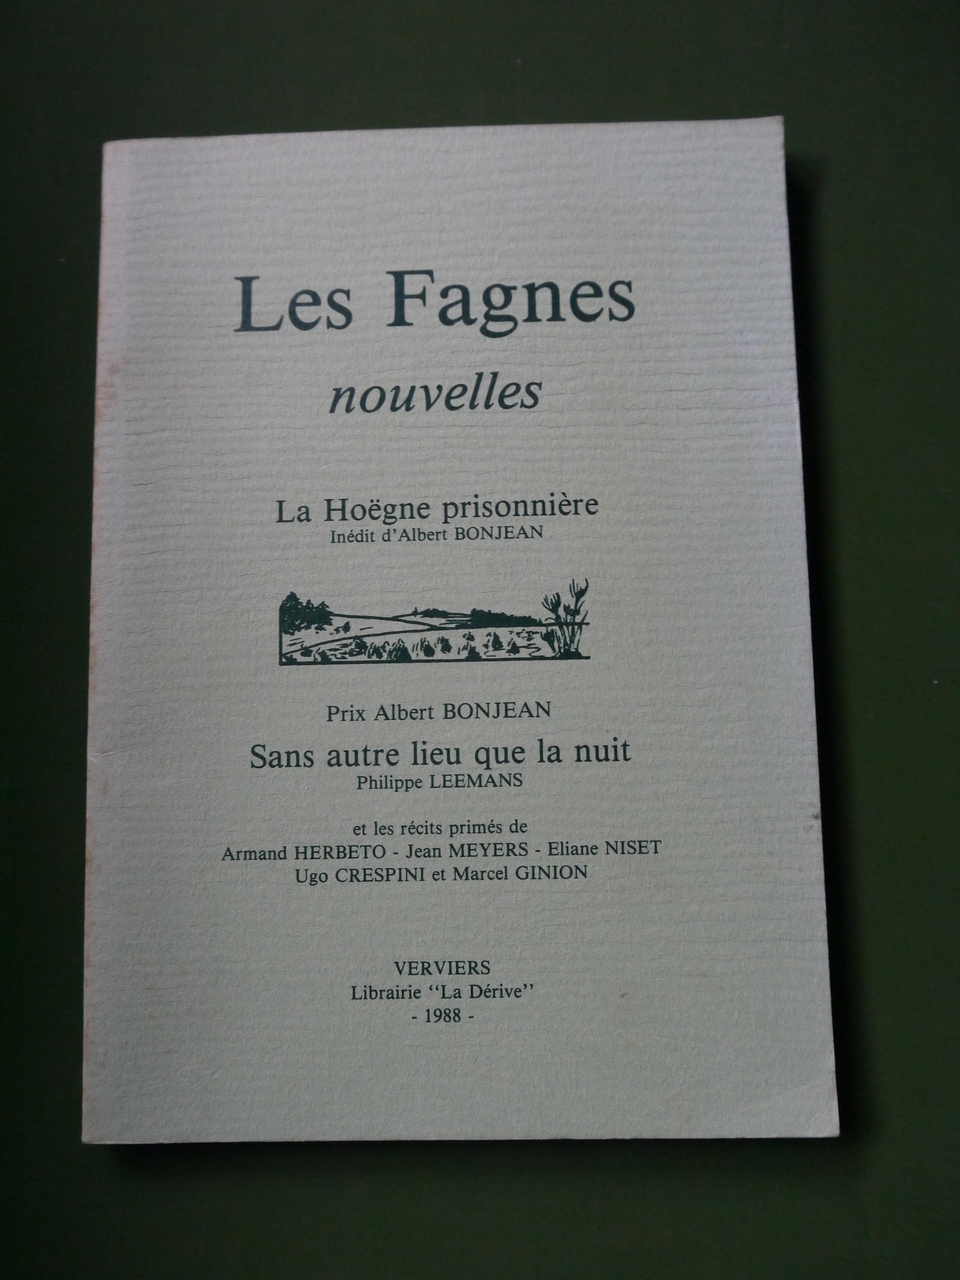 Les Fagnes
nouvelles
La Hoëgne prisonnière
Inédit d'Albert BONJEAN
Prix Albert BONJEAN
Sans autre lieu que la nuit
Philippe LEEMANS
et les récits primés de
Armand HERBETO - Jean MEYERS - Eliane NISET
Ugo CRESPINI et Marcel GINION
VERVIERS
Librairie "La Dérive"
- 1988 -